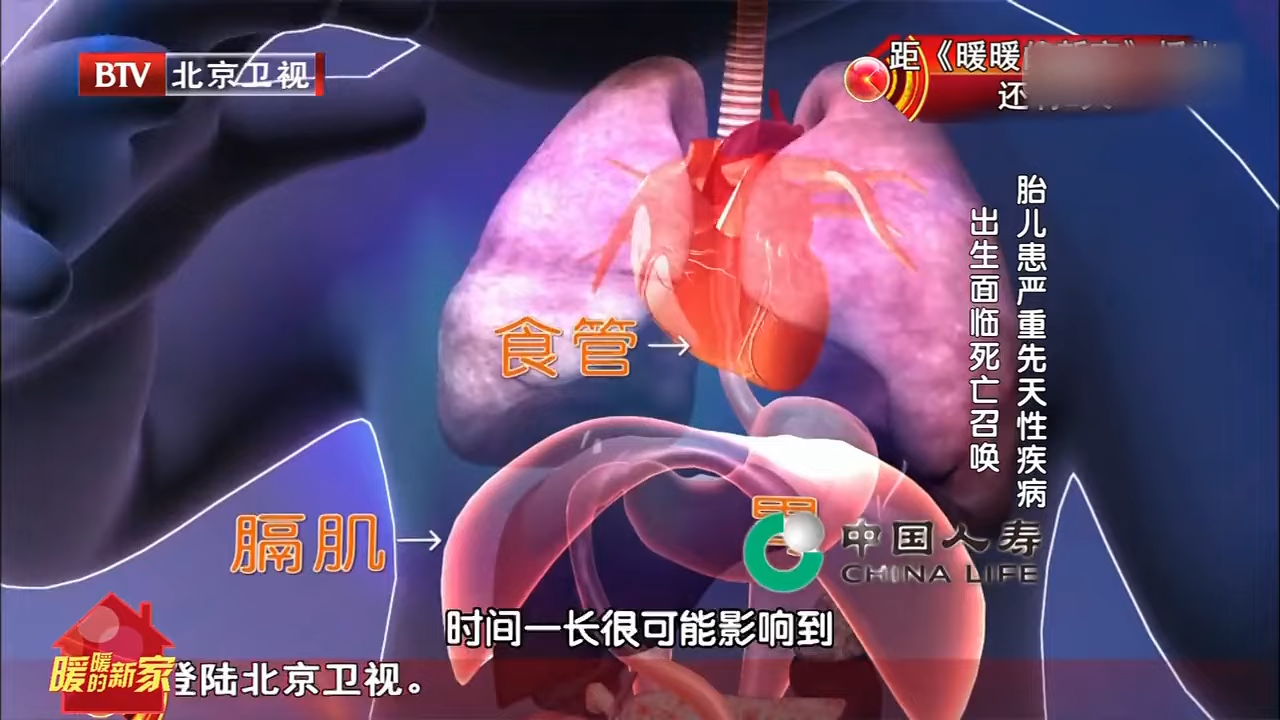 BTV 北京卫视
距《暖暖
还
胎儿患严重先天性疾病
出生面临死亡召唤
食管
膈肌
胃
中国人寿
CHINA LIFE
时间一长很可能影响到
暖暖的新家
登陆北京卫视。